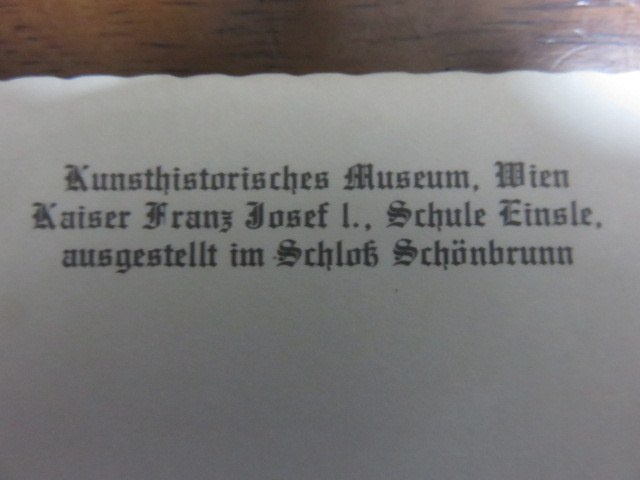 Kunsthistorisches Museum, Wien
Kaiser Franz Josef I., Schule Einsle,
ausgestellt im Schloß Schönbrunn